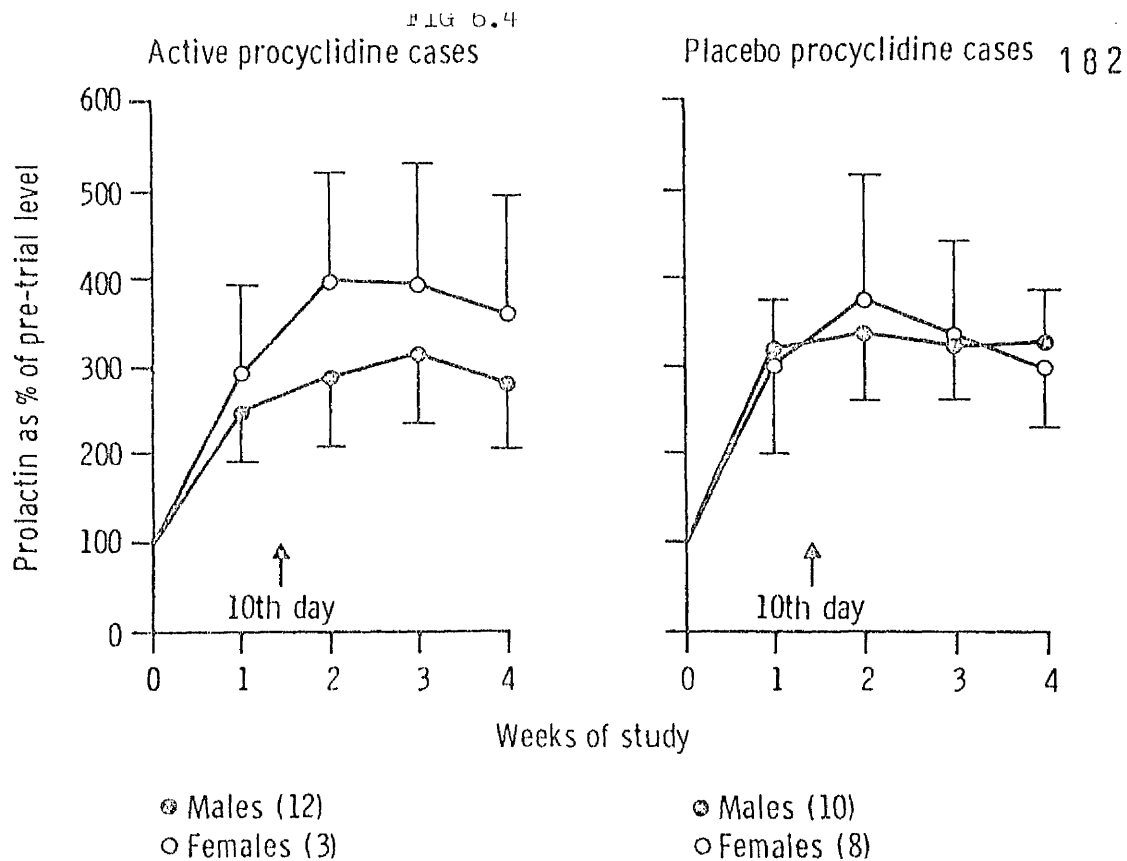 FIG 6.4
Active procyclidine cases
Placebo procyclidine cases
182
Prolactin as % of pre-trial level
600
500
400
300
200
100
0
10th day
10th day
0 1 2 3 4
0 1 2 3 4
Weeks of study
Males (12)
Females (3)
Males (10)
Females (8)